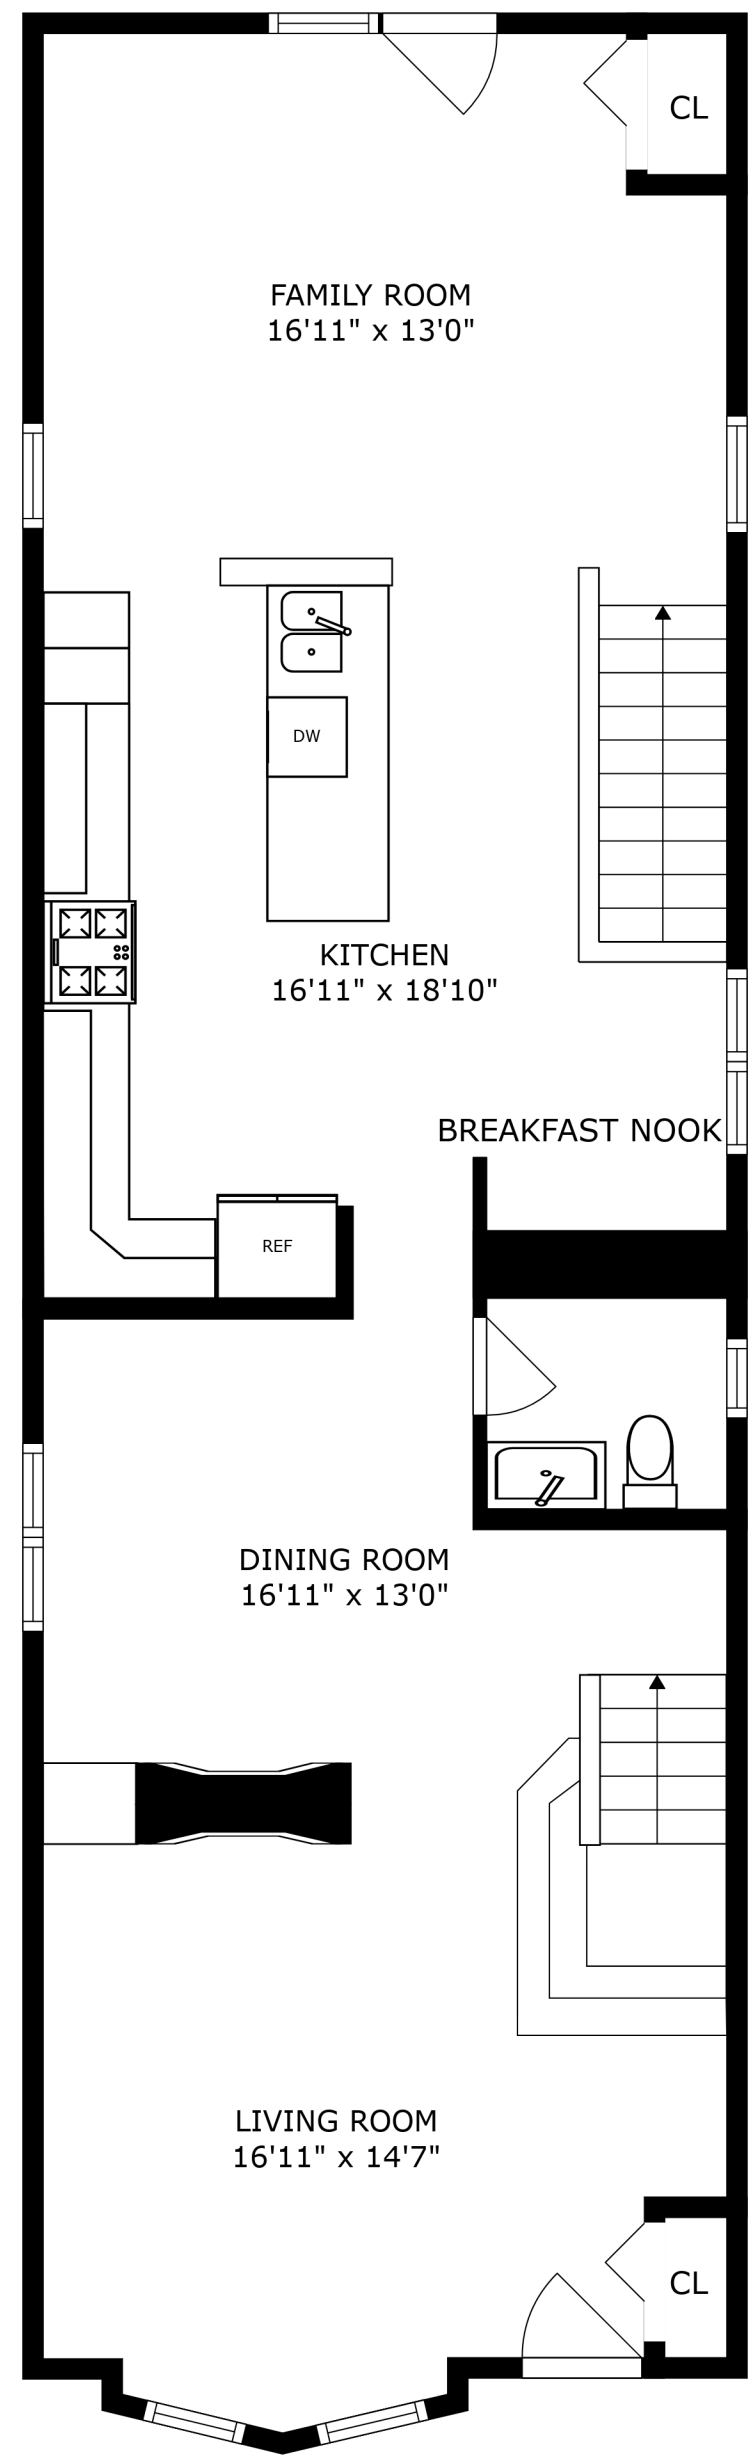 CL
FAMILY ROOM
16'11" x 13'0"
DW
KITCHEN
16'11" x 18'10"
BREAKFAST NOOK
REF
DINING ROOM
16'11" x 13'0"
LIVING ROOM
16'11" x 14'7"
CL